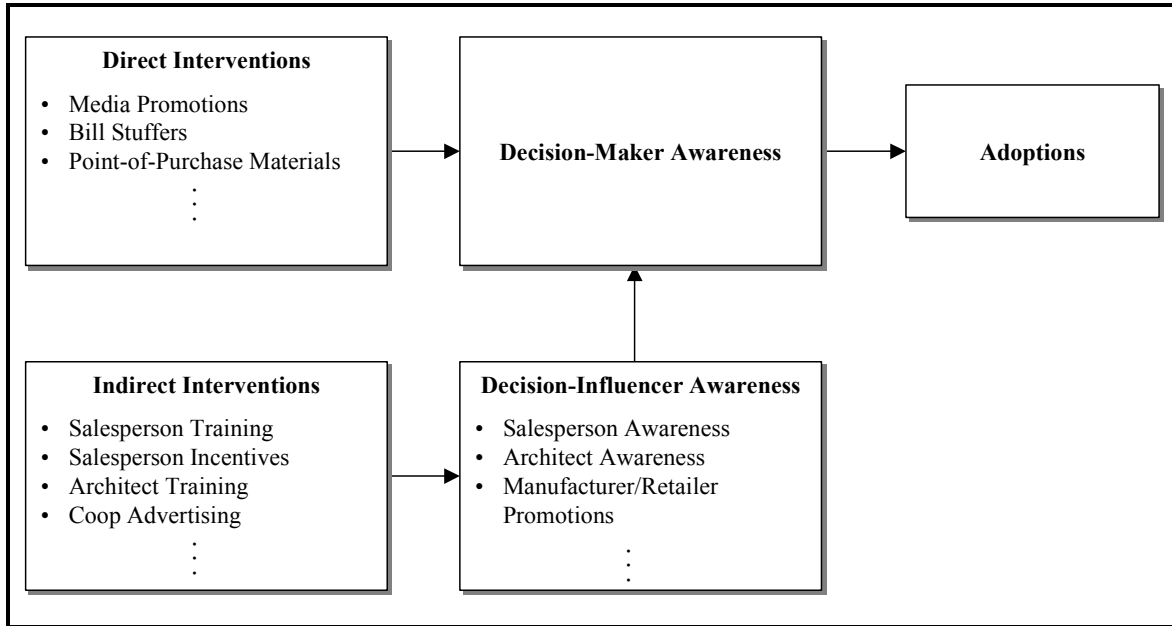 Direct Interventions
• Media Promotions
• Bill Stuffers
• Point-of-Purchase Materials
Decision-Maker Awareness
Adoptions
Indirect Interventions
• Salesperson Training
• Salesperson Incentives
• Architect Training
• Coop Advertising
Decision-Influencer Awareness
• Salesperson Awareness
• Architect Awareness
• Manufacturer/Retailer
Promotions